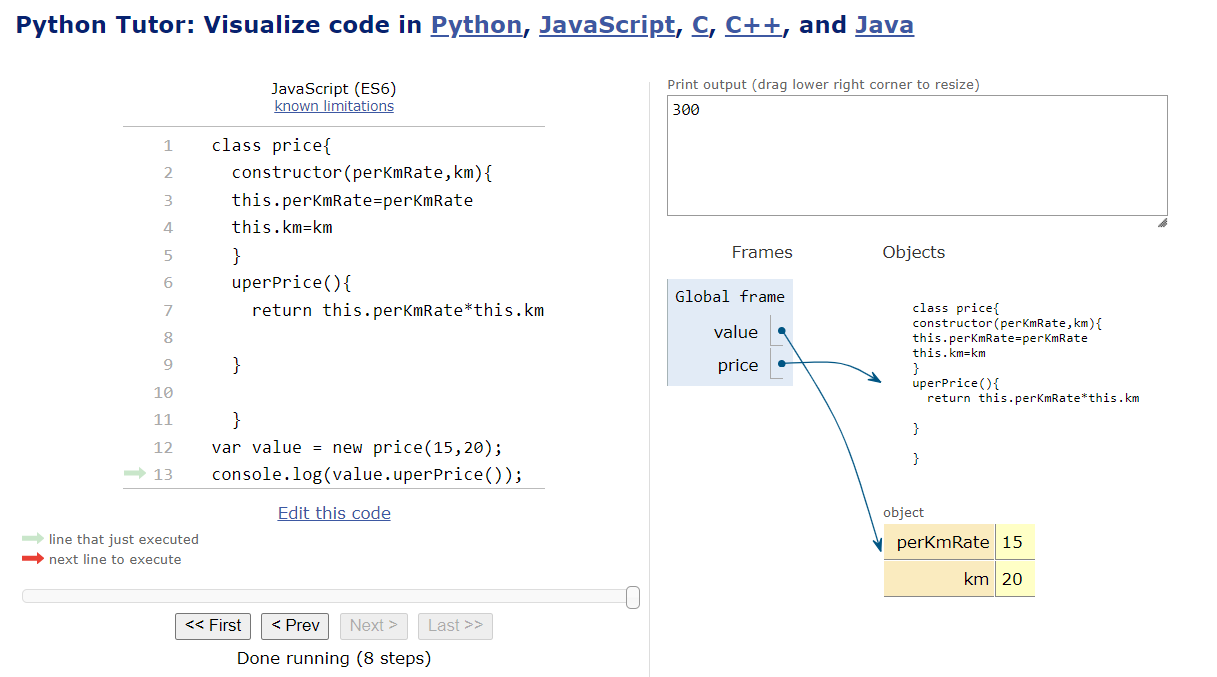 Python Tutor: Visualize code in Python, JavaScript, C, C++, and Java
JavaScript (ES6)
known limitations
1 class price{
2 constructor(perKmRate,km){
3 this.perKmRate=perKmRate
4 this.km=km
5 }
6 uperPrice(){
7 return this.perKmRate*this.km
8
9 }
10
11 }
12 var value = new price(15,20);
13 console.log(value.uperPrice());
Edit this code
line that just executed
next line to execute
<< First < Prev Next > Last >>
Done running (8 steps)
Print output (drag lower right corner to resize)
300
Frames Objects
Global frame
value
price
class price{
constructor(perKmRate,km){
this.perKmRate=perKmRate
this.km=km
}
uperPrice(){
return this.perKmRate*this.km
}
}
object
perKmRate 15
km 20